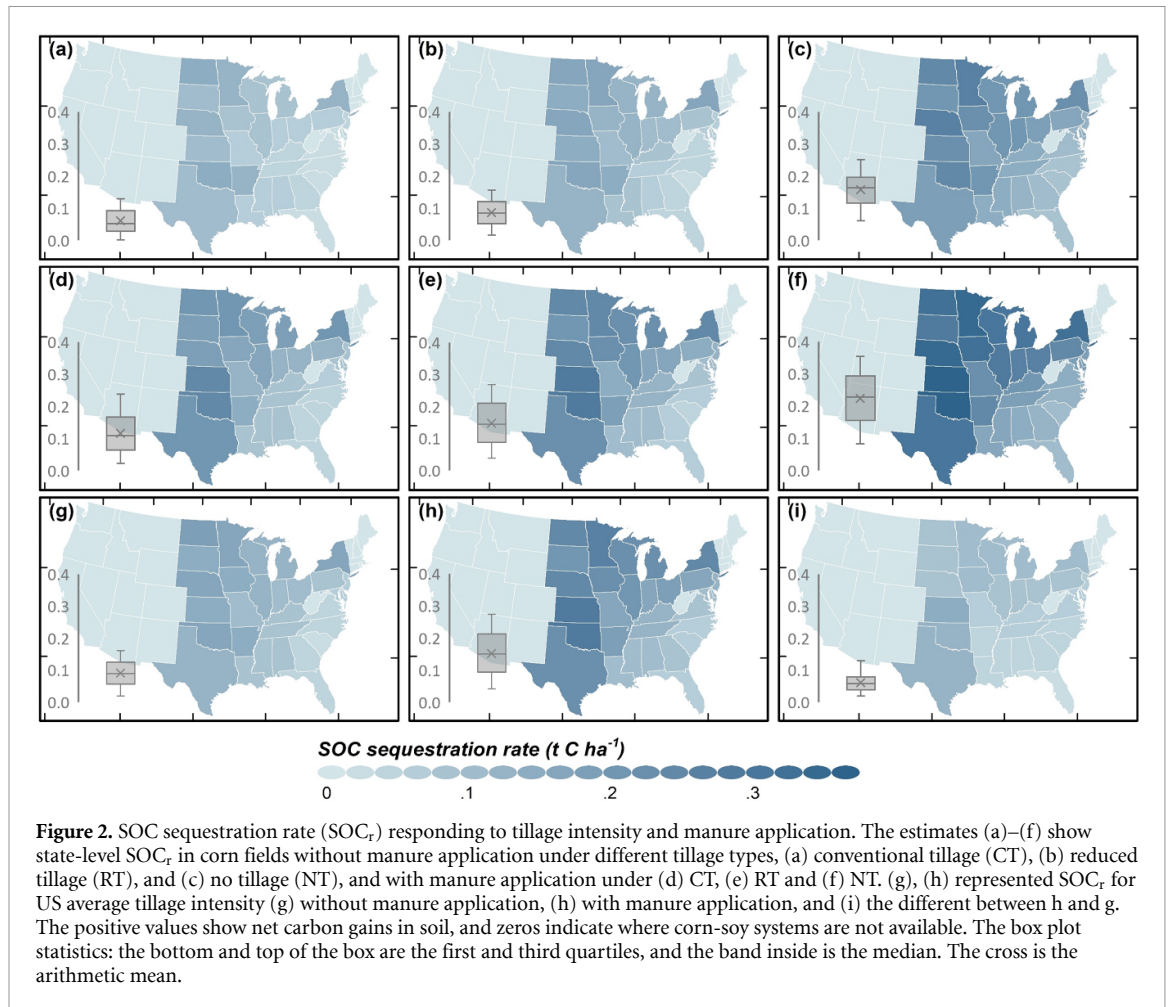 (a)
0.4
0.3
0.2
0.1
0.0
(b)
0.4
0.3
0.2
0.1
0.0
(c)
0.4
0.3
0.2
0.1
0.0
(d)
0.4
0.3
0.2
0.1
0.0
(e)
0.4
0.3
0.2
0.1
0.0
(f)
0.4
0.3
0.2
0.1
0.0
(g)
0.4
0.3
0.2
0.1
0.0
(h)
0.4
0.3
0.2
0.1
0.0
(i)
0.4
0.3
0.2
0.1
0.0
SOC sequestration rate (t C ha⁻¹)
0 .1 .2 .3
Figure 2. SOC sequestration rate (SOCᵣ) responding to tillage intensity and manure application. The estimates (a)–(f) show
state-level SOCᵣ in corn fields without manure application under different tillage types, (a) conventional tillage (CT), (b) reduced
tillage (RT), and (c) no tillage (NT), and with manure application under (d) CT, (e) RT and (f) NT. (g), (h) represented SOCᵣ for
US average tillage intensity (g) without manure application, (h) with manure application, and (i) the different between h and g.
The positive values show net carbon gains in soil, and zeros indicate where corn-soy systems are not available. The box plot
statistics: the bottom and top of the box are the first and third quartiles, and the band inside is the median. The cross is the
arithmetic mean.